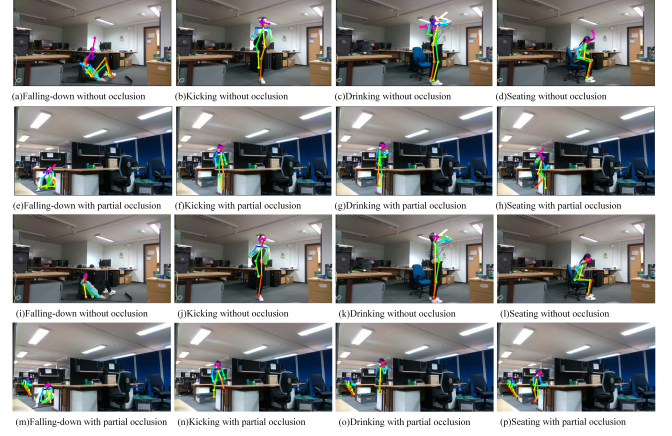 (a)Falling-down without occlusion
(b)Kicking without occlusion
(c)Drinking without occlusion
(d)Seating without occlusion
(e)Falling-down with partial occlusion
(f)Kicking with partial occlusion
(g)Drinking with partial occlusion
(h)Seating with partial occlusion
(i)Falling-down without occlusion
(j)Kicking without occlusion
(k)Drinking without occlusion
(l)Seating without occlusion
(m)Falling-down with partial occlusion
(n)Kicking with partial occlusion
(o)Drinking with partial occlusion
(p)Seating with partial occlusion